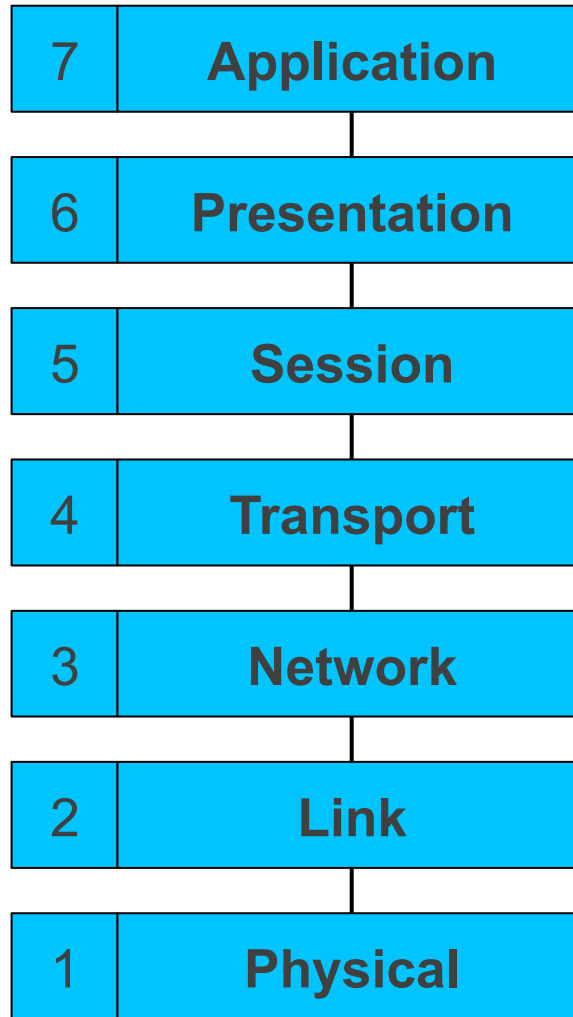 7 Application
6 Presentation
5 Session
4 Transport
3 Network
2 Link
1 Physical